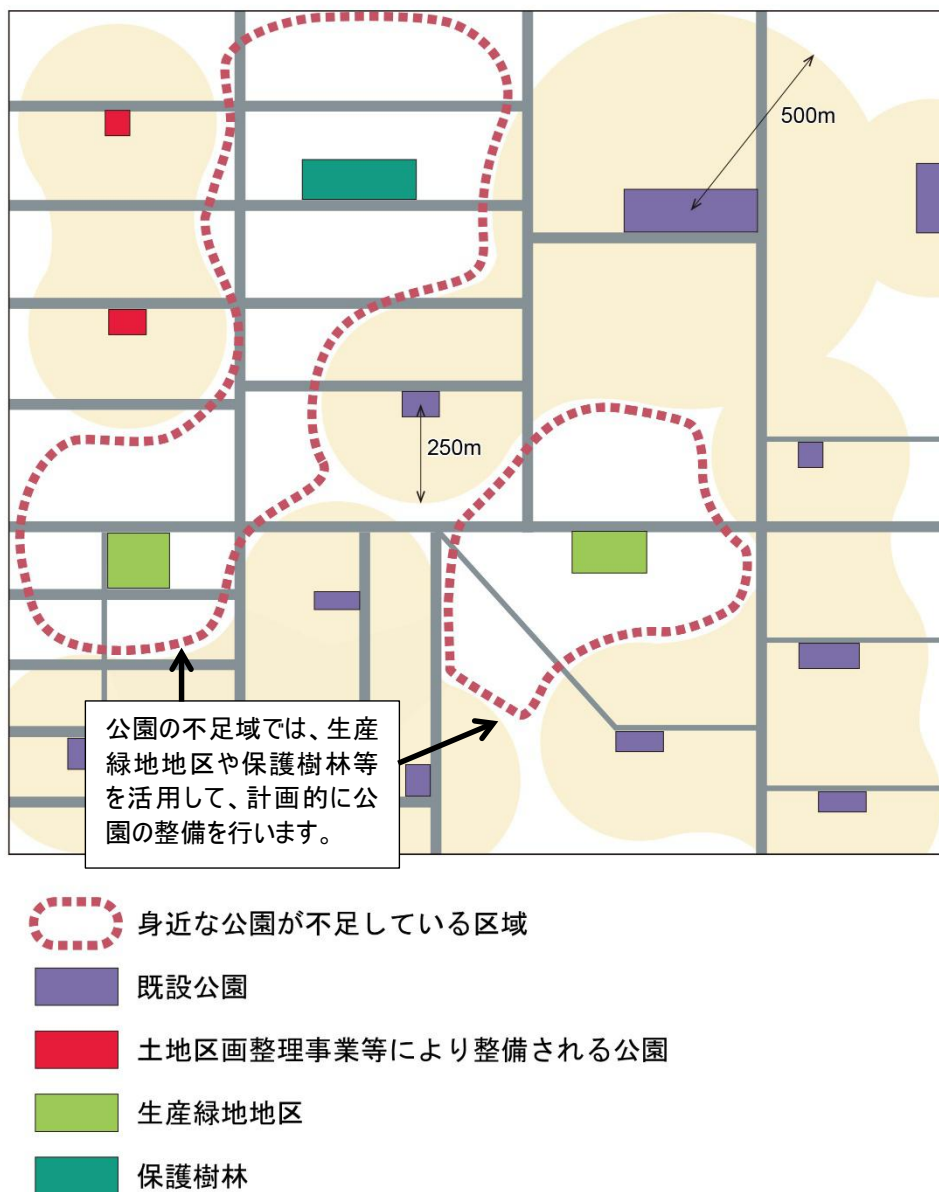 500m
250m
公園の不足域では、生産
緑地地区や保護樹林等
を活用して、計画的に公
園の整備を行います。
身近な公園が不足している区域
既設公園
土地区画整理事業等により整備される公園
生産緑地地区
保護樹林